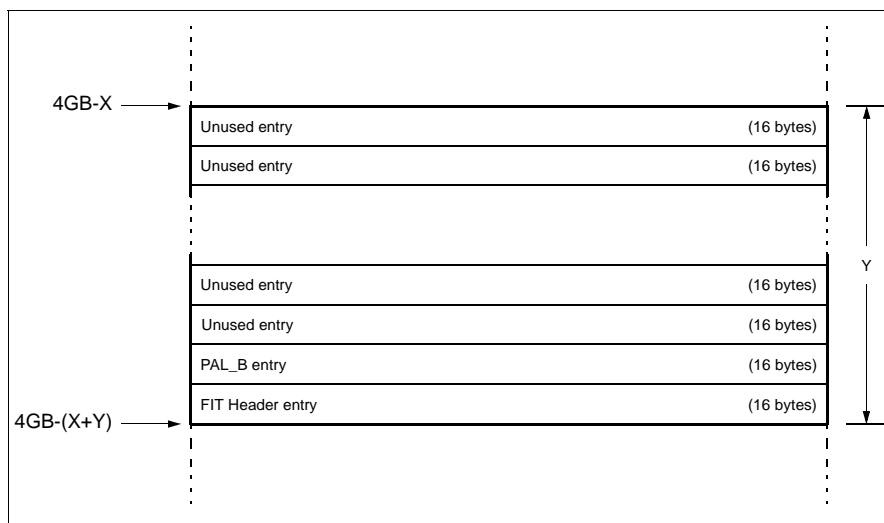 4GB-X
Unused entry (16 bytes)
Unused entry (16 bytes)
Y
Unused entry (16 bytes)
Unused entry (16 bytes)
PAL_B entry (16 bytes)
FIT Header entry (16 bytes)
4GB-(X+Y)